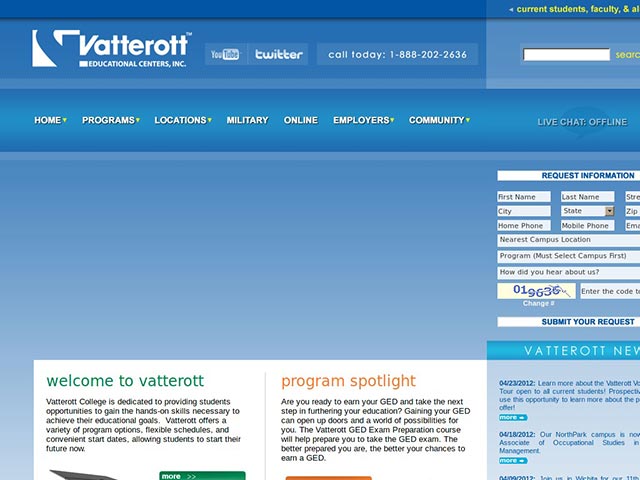 current students, faculty, & al
Vatterott™
EDUCATIONAL CENTERS, INC.
YouTube
twitter
call today: 1-888-202-2636
searc
HOME PROGRAMS LOCATIONS MILITARY ONLINE EMPLOYERS COMMUNITY
LIVE CHAT: OFFLINE
REQUEST INFORMATION
First Name Last Name Stre
City State Zip
Home Phone Mobile Phone Ema
Nearest Campus Location
Program (Must Select Campus First)
How did you hear about us?
Enter the code to
Change #
SUBMIT YOUR REQUEST
VATTEROTT NEW
04/23/2012: Learn more about the Vatterott Vo
Tour open to all current students! Prospectiv
use this opportunity to learn more about the p
offer!
more
04/18/2012: Our NorthPark campus is now
Associate of Occupational Studies in
Management.
more
04/09/2012: Join us in Wichita for our 11th
welcome to vatterott
Vatterott College is dedicated to providing students
opportunities to gain the hands-on skills necessary to
achieve their educational goals. Vatterott offers a
variety of program options, flexible schedules, and
convenient start dates, allowing students to start their
future now.
more >>
program spotlight
Are you ready to earn your GED and take the next
step in furthering your education? Gaining your GED
can open up doors and a world of possibilities for
you. The Vatterott GED Exam Preparation course
will help prepare you to take the GED exam. The
better prepared you are, the better your chances to
earn a GED.
more >>